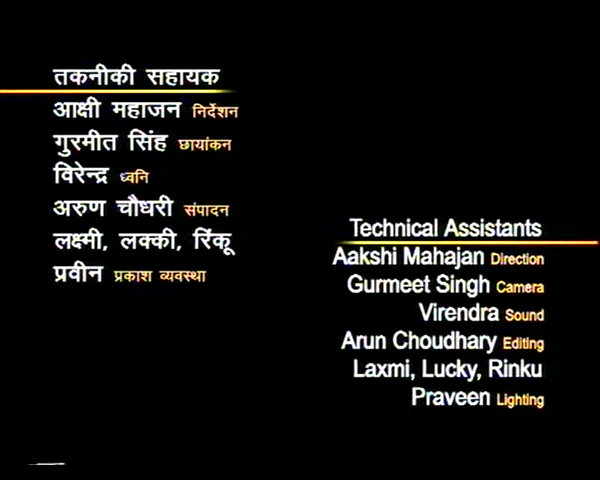 तकनीकी सहायक
आक्षी महाजन निर्देशन
गुरमीत सिंह छायांकन
विरेन्द्र ध्वनि
अरुण चौधरी संपादन
लक्ष्मी, लक्की, रिंकू
प्रवीन प्रकाश व्यवस्था
Technical Assistants
Aakshi Mahajan Direction
Gurmeet Singh Camera
Virendra Sound
Arun Choudhary Editing
Laxmi, Lucky, Rinku
Praveen Lighting